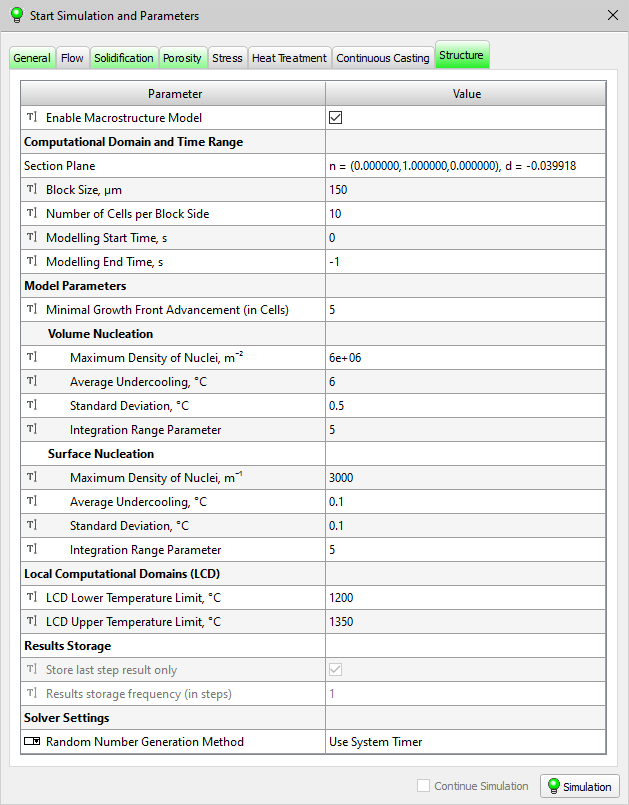 Start Simulation and Parameters
General Flow Solidification Porosity Stress Heat Treatment Continuous Casting Structure
Parameter Value
Enable Macrostructure Model
Computational Domain and Time Range
Section Plane n = (0.000000,1.000000,0.000000), d = -0.039918
Block Size, µm 150
Number of Cells per Block Side 10
Modelling Start Time, s 0
Modelling End Time, s -1
Model Parameters
Minimal Growth Front Advancement (in Cells) 5
Volume Nucleation
Maximum Density of Nuclei, m⁻² 6e+06
Average Undercooling, °C 6
Standard Deviation, °C 0.5
Integration Range Parameter 5
Surface Nucleation
Maximum Density of Nuclei, m⁻¹ 3000
Average Undercooling, °C 0.1
Standard Deviation, °C 0.1
Integration Range Parameter 5
Local Computational Domains (LCD)
LCD Lower Temperature Limit, °C 1200
LCD Upper Temperature Limit, °C 1350
Results Storage
Store last step result only
Results storage frequency (in steps) 1
Solver Settings
Random Number Generation Method Use System Timer
Continue Simulation Simulation